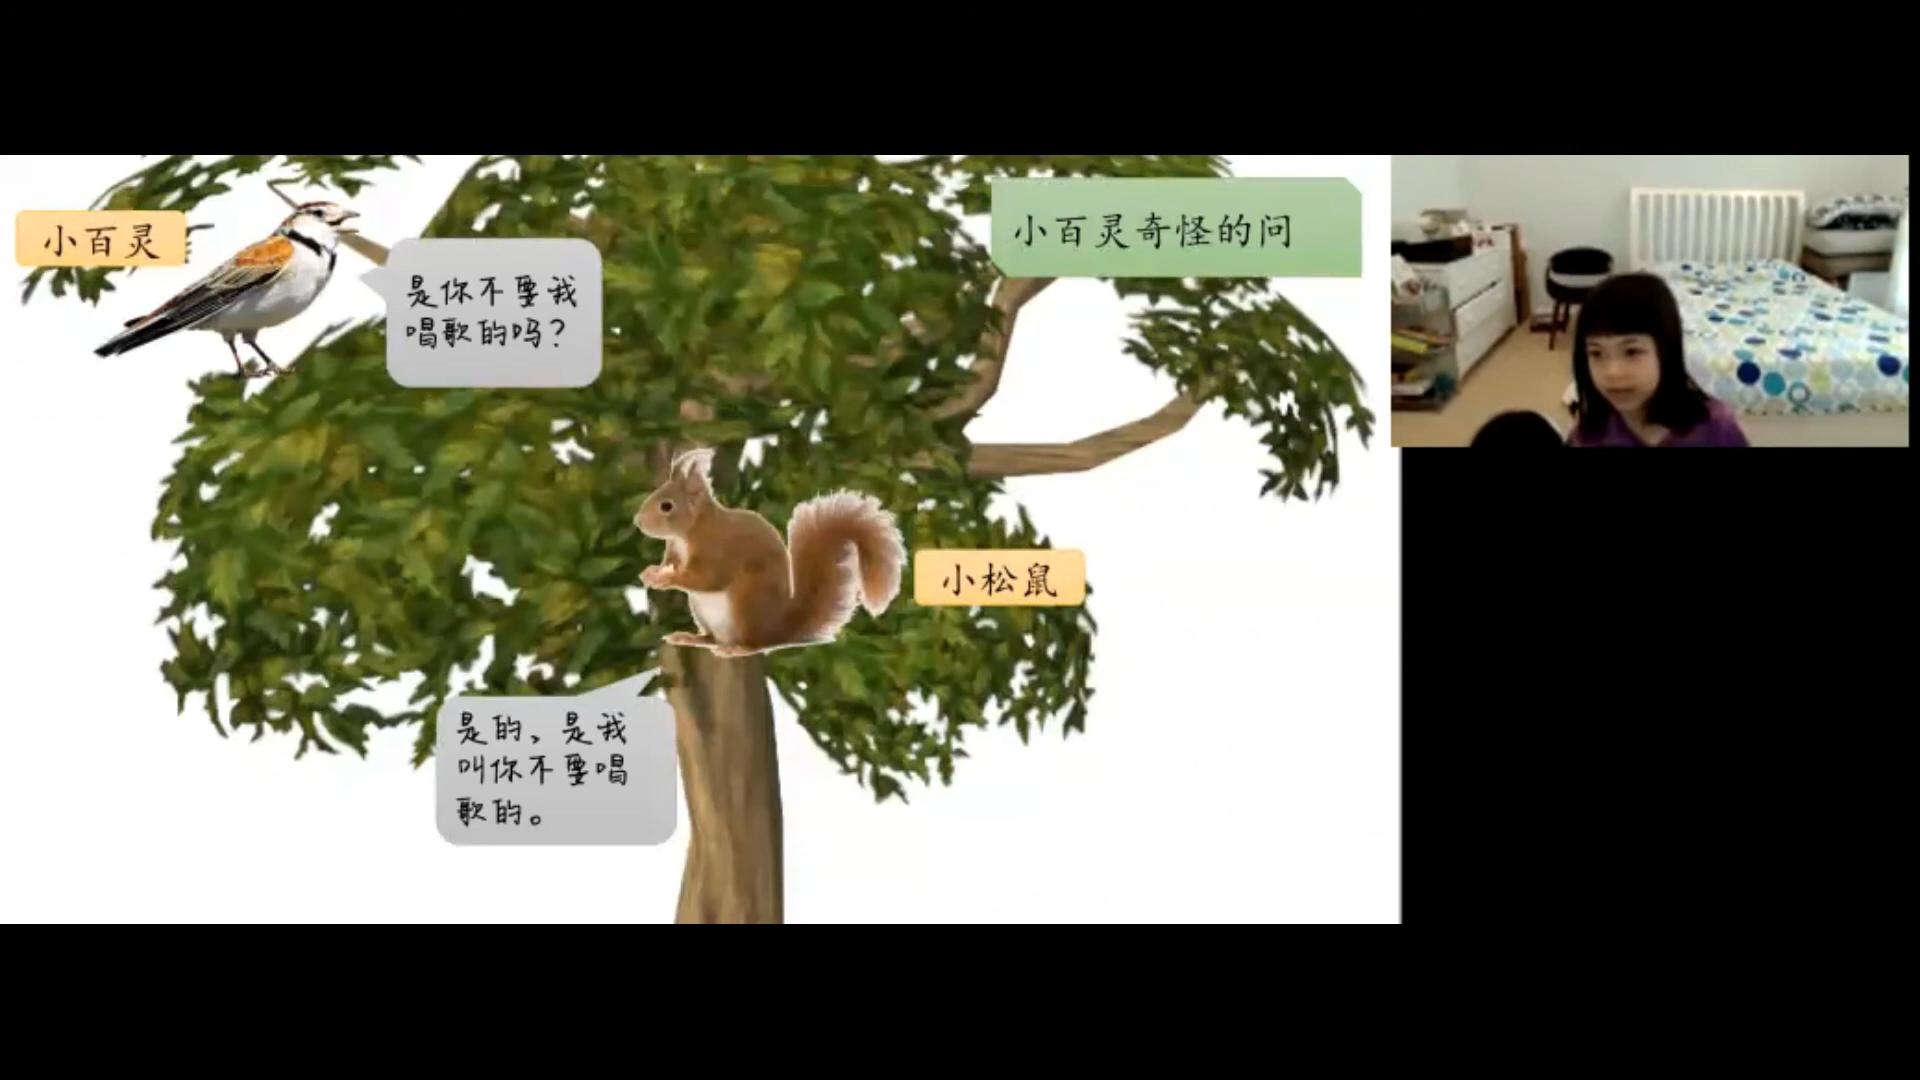 小百灵
小百灵奇怪的问
是你不要我
唱歌的吗?
小松鼠
是的，是我
叫你不要唱
歌的。